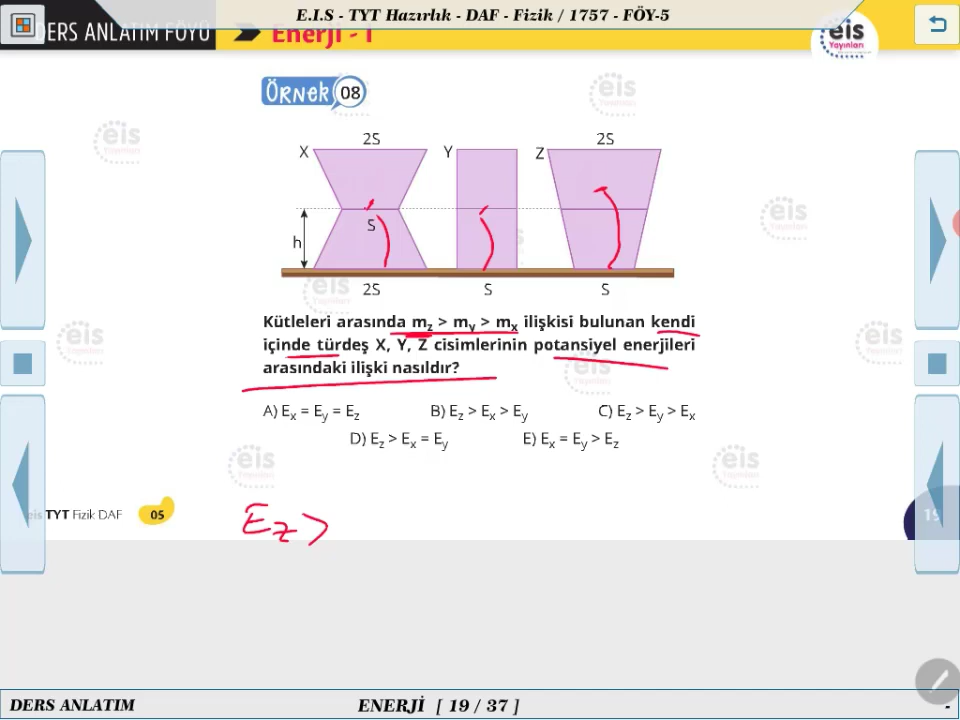 E.I.S - TYT Hazırlık - DAF - Fizik / 1757 - FÖY-5
DERS ANLATIM FÖYÜ
Enerji - I
eis
Yayınları
ÖRNEK 08
X 2S Y Z 2S
S
h
2S S S
Kütleleri arasında mz > my > mx ilişkisi bulunan kendi
içinde türdeş X, Y, Z cisimlerinin potansiyel enerjileri
arasındaki ilişki nasıldır?
A) Ex = Ey = Ez B) Ez > Ex > Ey C) Ez > Ey > Ex
D) Ez > Ex = Ey E) Ex = Ey > Ez
eis TYT Fizik DAF 05
19
Ez >
DERS ANLATIM ENERJİ [ 19 / 37 ] -